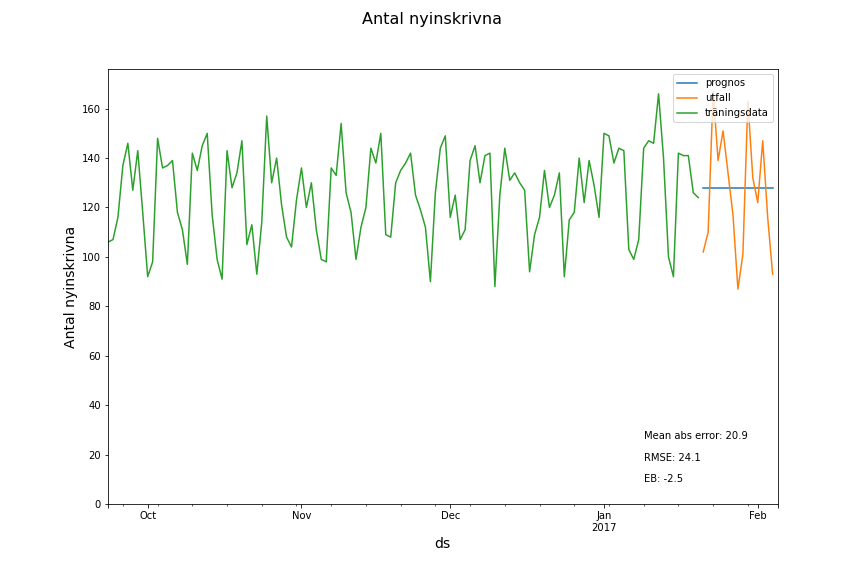 Antal nyinskrivna
prognos
utfall
träningsdata
160
140
120
100
80
60
40
20
0
Antal nyinskrivna
Mean abs error: 20.9
RMSE: 24.1
EB: -2.5
Oct
Nov
Dec
Jan
2017
Feb
ds